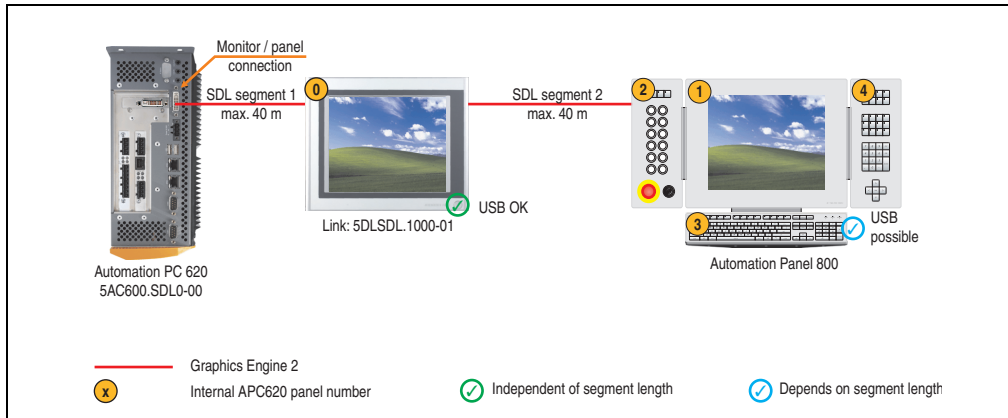 Monitor / panel
connection
SDL segment 1
max. 40 m
0
SDL segment 2
max. 40 m
2
1
4
3
USB OK
Link: 5DLSDL.1000-01
USB
possible
Automation PC 620
5AC600.SDL0-00
Automation Panel 800
Graphics Engine 2
x
Internal APC620 panel number
Independent of segment length
Depends on segment length